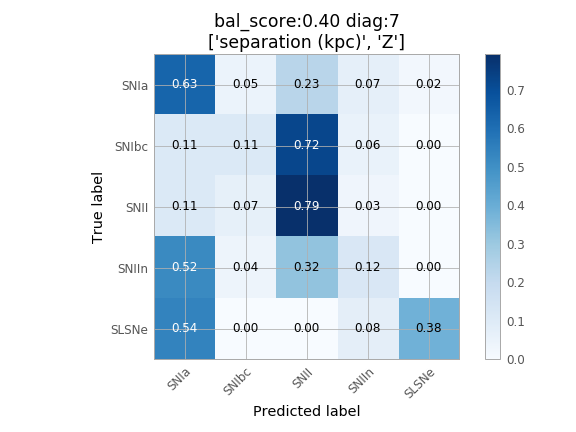 bal_score:0.40 diag:7
['separation (kpc)', 'Z']
True label
SNIa 0.63 0.05 0.23 0.07 0.02
SNIbc 0.11 0.11 0.72 0.06 0.00
SNII 0.11 0.07 0.79 0.03 0.00
SNIIn 0.52 0.04 0.32 0.12 0.00
SLSNe 0.54 0.00 0.00 0.08 0.38
SNIa SNIbc SNII SNIIn SLSNe
Predicted label
0.7
0.6
0.5
0.4
0.3
0.2
0.1
0.0